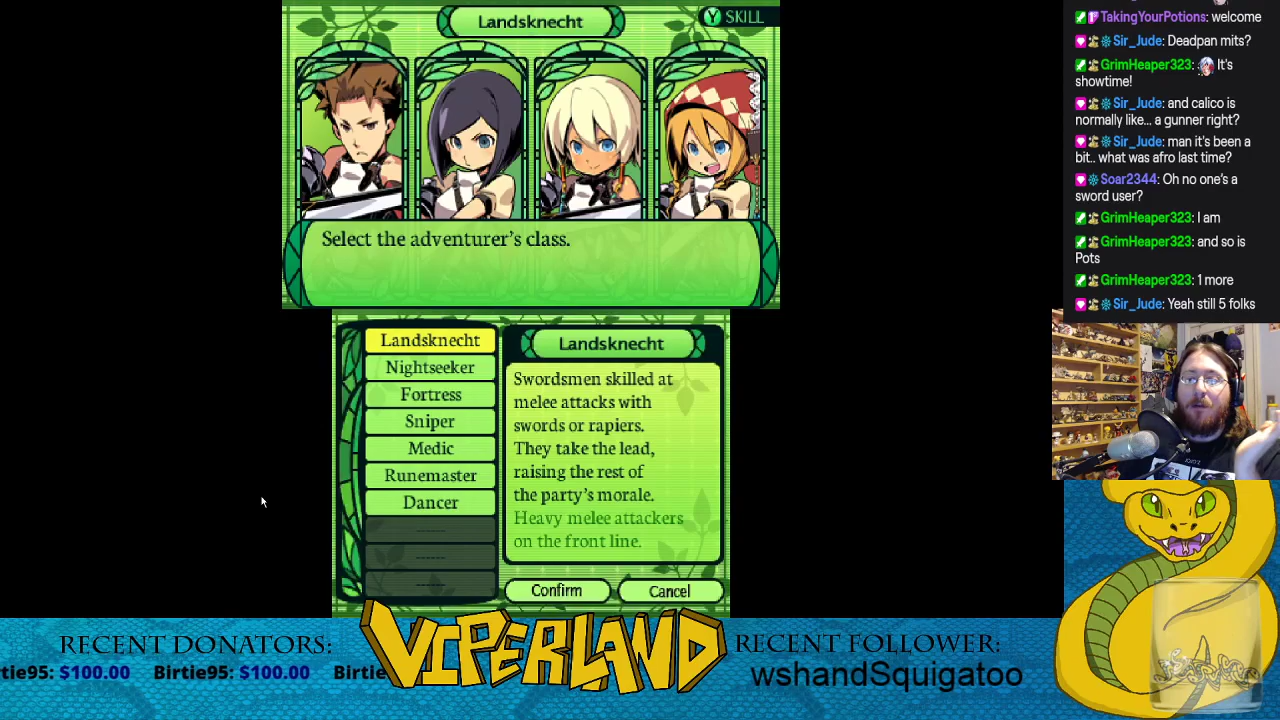 Landsknecht
Y SKILL
Select the adventurer's class.
Landsknecht
Nightseeker
Fortress
Sniper
Medic
Runemaster
Dancer
------
------
------
Landsknecht
Swordsmen skilled at
melee attacks with
swords or rapiers.
They take the lead,
raising the rest of
the party's morale.
Heavy melee attackers
on the front line.
Confirm
Cancel
TakingYourPotions: welcome
Sir_Jude: Deadpan mits?
GrimHeaper323: It's
showtime!
Sir_Jude: and calico is
normally like... a gunner right?
Sir_Jude: man it's been a
bit.. what was afro last time?
Soar2344: Oh no one's a
sword user?
GrimHeaper323: I am
GrimHeaper323: and so is
Pots
GrimHeaper323: 1 more
Sir_Jude: Yeah still 5 folks
RECENT DONATORS:
tie95: $100.00 Birtie95: $100.00 Birtie
VIPERLAND
RECENT FOLLOWER:
wshandSquigatoo